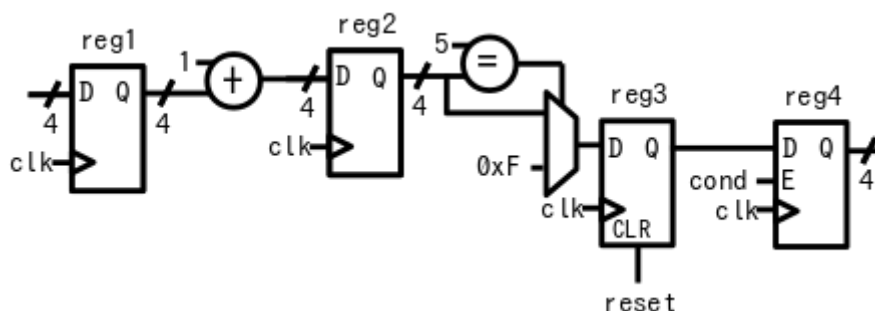 reg1
D Q
4
4
clk
1
+
reg2
D Q
4
4
clk
5
=
0xF
reg3
D Q
clk
CLR
reset
reg4
D Q
cond
E
clk
4